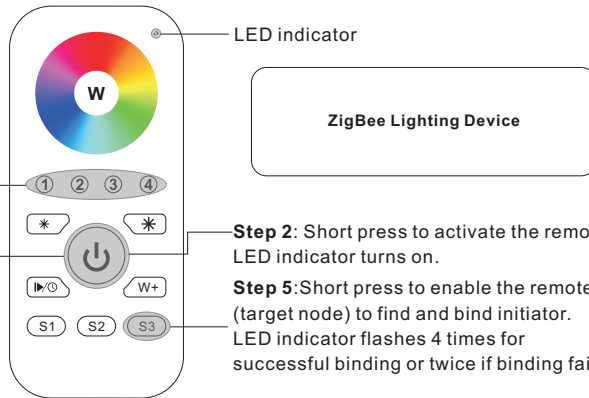 LED indicator
W
ZigBee Lighting Device
1 2 3 4
Step 2: Short press to activate the
LED indicator turns on.
W+
Step 5:Short press to enable the remote
(target node) to find and bind initiator.
S1 S2 S3
LED indicator flashes 4 times for
successful binding or twice if binding